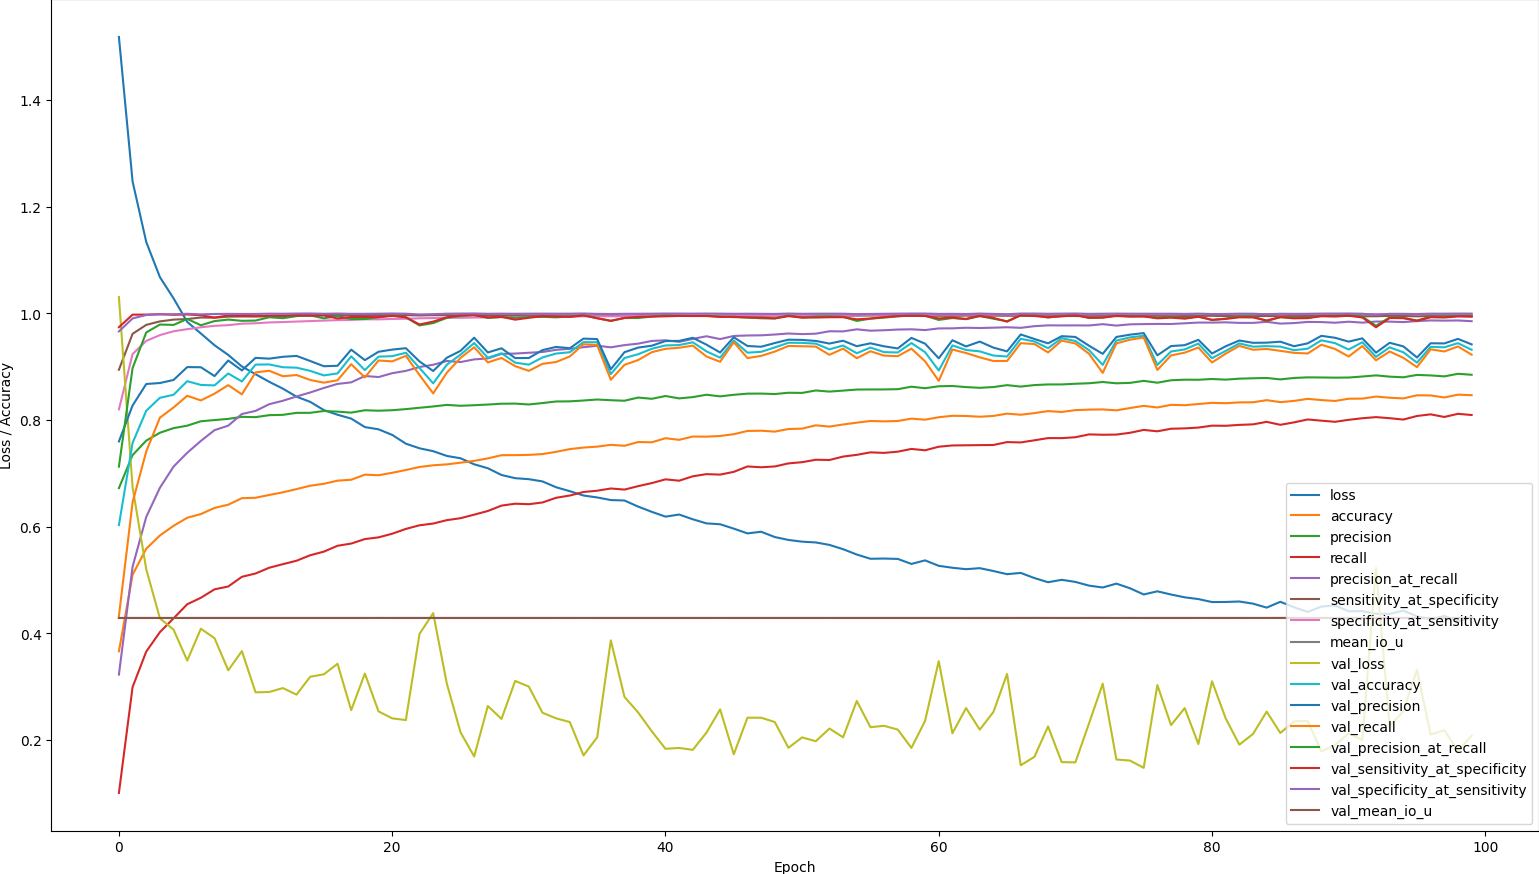 1.4
1.2
1.0
0.8
0.6
0.4
0.2
Loss / Accuracy
0
20
40
60
80
100
Epoch
loss
accuracy
precision
recall
precision_at_recall
sensitivity_at_specificity
specificity_at_sensitivity
mean_io_u
val_loss
val_accuracy
val_precision
val_recall
val_precision_at_recall
val_sensitivity_at_specificity
val_specificity_at_sensitivity
val_mean_io_u